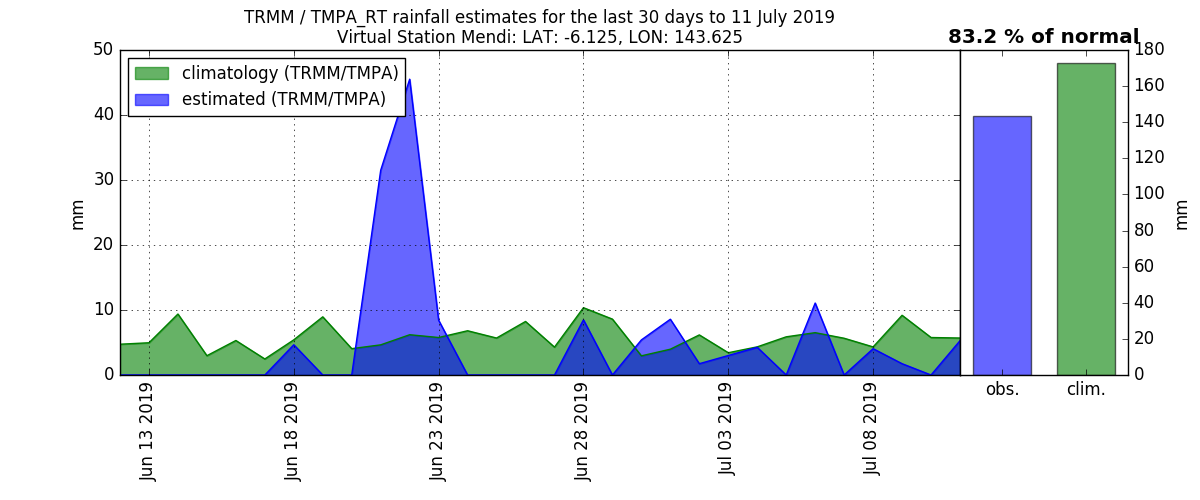 TRMM / TMPA_RT rainfall estimates for the last 30 days to 11 July 2019
Virtual Station Mendi: LAT: -6.125, LON: 143.625
83.2 % of normal
climatology (TRMM/TMPA)
estimated (TRMM/TMPA)
50
40
30
20
10
0
mm
Jun 13 2019
Jun 18 2019
Jun 23 2019
Jun 28 2019
Jul 03 2019
Jul 08 2019
180
160
140
120
100
80
60
40
20
0
mm
obs.
clim.